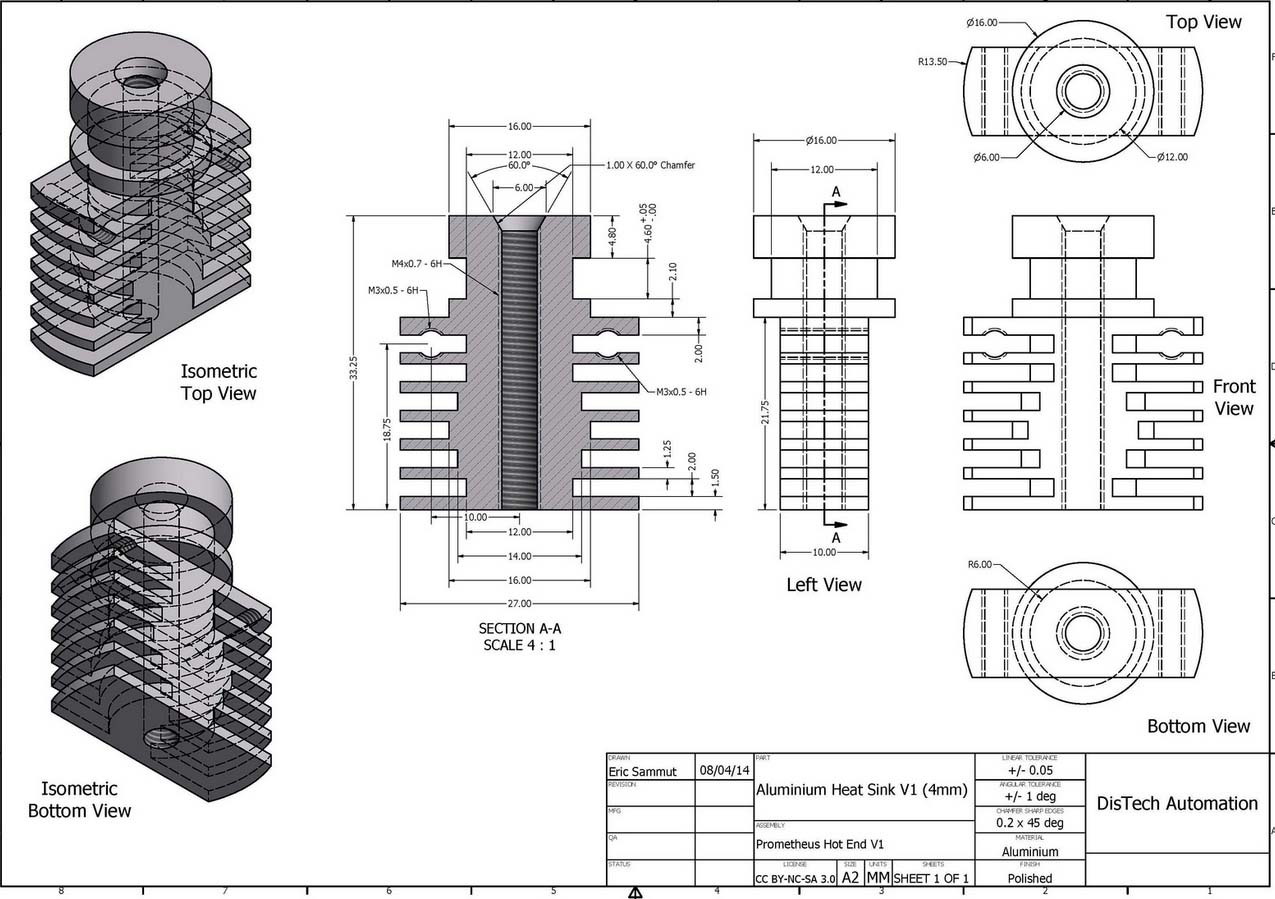 Top View
Ø16.00
R13.50
Ø6.00
Ø12.00
16.00
12.00
60.0°
6.00
1.00 X 60.0° Chamfer
4.80
4.60 +.05 -.00
2.10
M4x0.7 - 6H
M3x0.5 - 6H
33.25
18.75
2.00
M3x0.5 - 6H
1.25
2.00
1.50
10.00
12.00
14.00
16.00
27.00
SECTION A-A
SCALE 4 : 1
Ø16.00
12.00
A
21.75
A
10.00
Left View
Front
View
Isometric
Top View
R6.00
Bottom View
Isometric
Bottom View
DRAWN
Eric Sammut
08/04/14
REVISION
MFG
QA
STATUS
PART
Aluminium Heat Sink V1 (4mm)
ASSEMBLY
Prometheus Hot End V1
LICENSE
CC BY-NC-SA 3.0
SIZE
A2
UNITS
MM
SHEETS
SHEET 1 OF 1
LINEAR TOLERANCE
+/- 0.05
ANGULAR TOLERANCE
+/- 1 deg
CHAMFER SHARP EDGES
0.2 x 45 deg
MATERIAL
Aluminium
FINISH
Polished
DisTech Automation
8
7
6
5
4
3
2
1